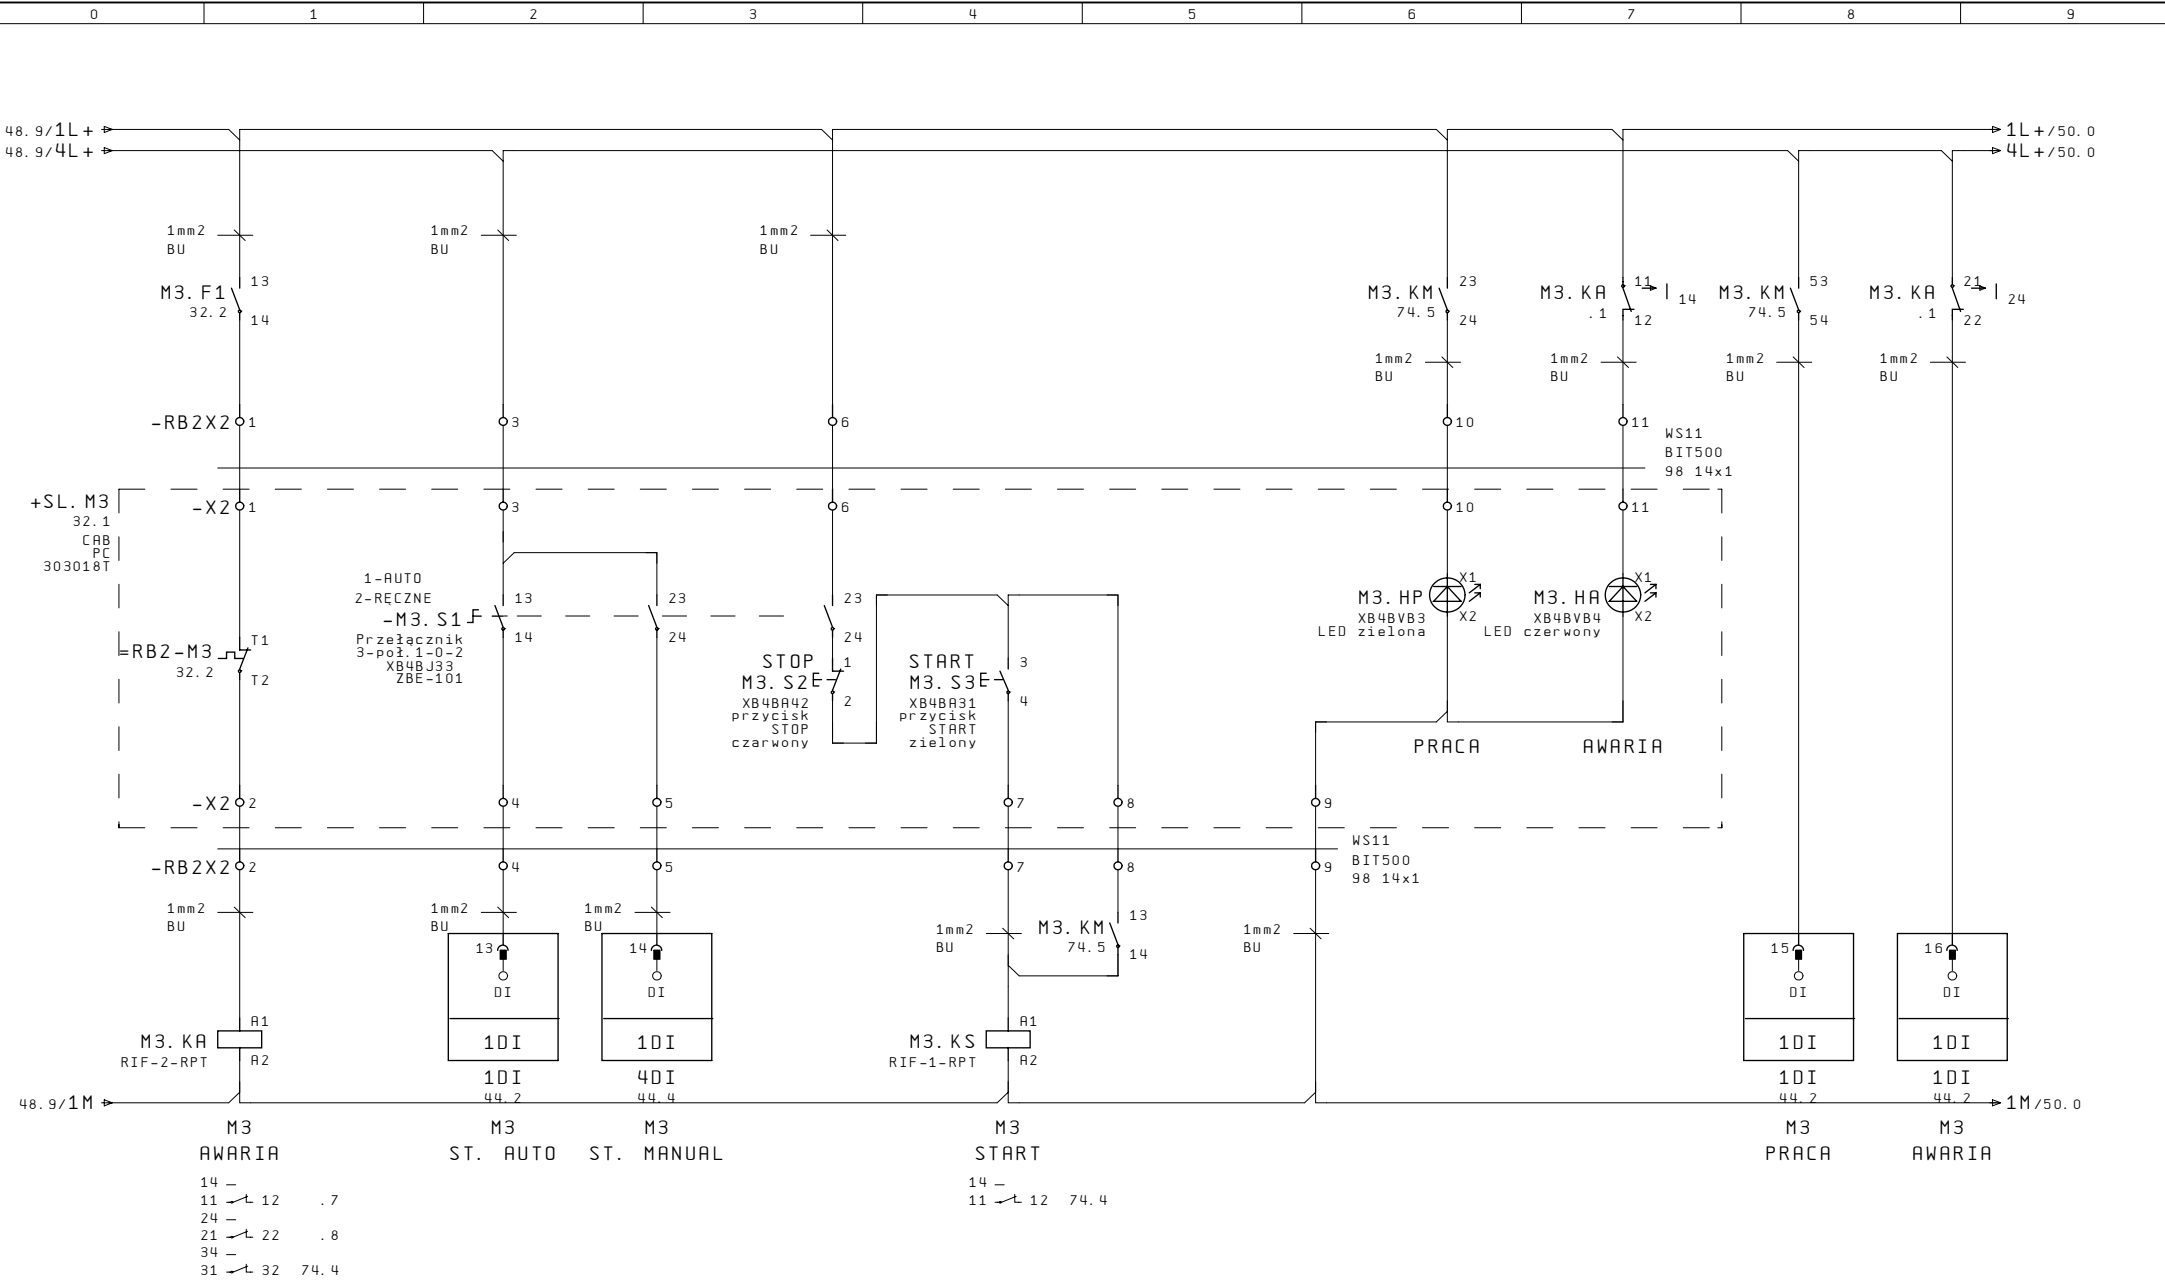 0 1 2 3 4 5 6 7 8 9
48.9/1L+ 1L+/50.0
48.9/4L+ 4L+/50.0
1mm2 1mm2 1mm2
BU BU BU
13 23 11 53 21
M3.F1 M3.KM M3.KA 14 M3.KM M3.KA 24
32.2 74.5 .1 74.5 .1
14 24 12 54 22
1mm2 1mm2 1mm2 1mm2
BU BU BU BU
-RB2X2 1 3 6 10 11
WS11
BIT500
98 14x1
+SL.M3
32.1
CAB
PC
303018T
-X2 1 3 6 10 11
1-AUTO
2-RĘCZNE
-M3.S1
Przełącznik
3-poł.1-0-2
XB4BJ33
ZBE-101
13 23 23
14 24 24
X1 X1
M3.HP M3.HA
XB4BVB3 XB4BVB4
LED zielona LED czerwony
X2 X2
=RB2-M3
32.2
T1
T2
STOP
M3.S2
XB4BA42
przycisk
STOP
czarwony
1
2
START
M3.S3
XB4BA31
przycisk
START
zielony
3
4
PRACA AWARIA
-X2 2 4 5 7 8 9
WS11
BIT500
98 14x1
-RB2X2 2 4 5 7 8 9
1mm2 1mm2 1mm2 1mm2 1mm2
BU BU BU BU BU
M3.KM
74.5
13
14
13 14 15 16
DI DI DI DI
1DI 1DI 1DI 1DI
1DI 4DI 1DI 1DI
44.2 44.4 44.2 44.2
M3.KA
RIF-2-RPT
A1
A2
M3.KS
RIF-1-RPT
A1
A2
48.9/1M 1M/50.0
M3 M3 M3 M3 M3 M3
AWARIA ST. AUTO ST. MANUAL START PRACA AWARIA
14
11 12 .7
24
21 22 .8
34
31 32 74.4
14
11 12 74.4